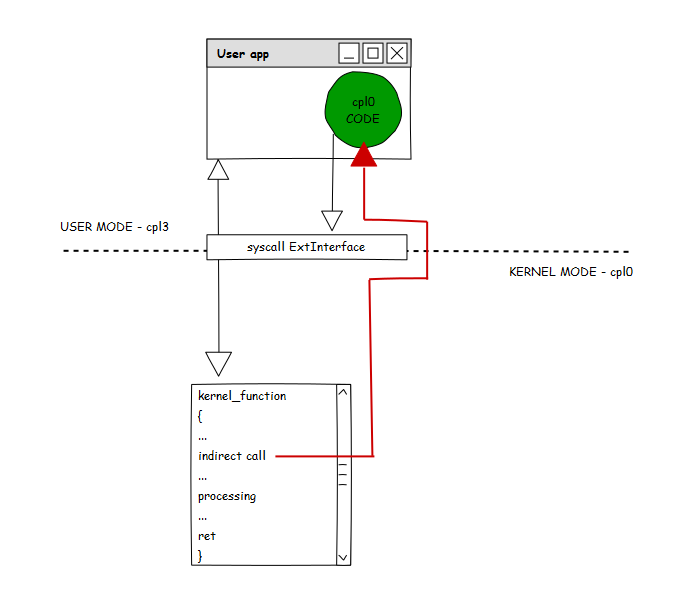 User app
cpl0
CODE
USER MODE - cpl3
syscall ExtInterface
KERNEL MODE - cpl0
kernel_function
{
...
indirect call
...
processing
...
ret
}